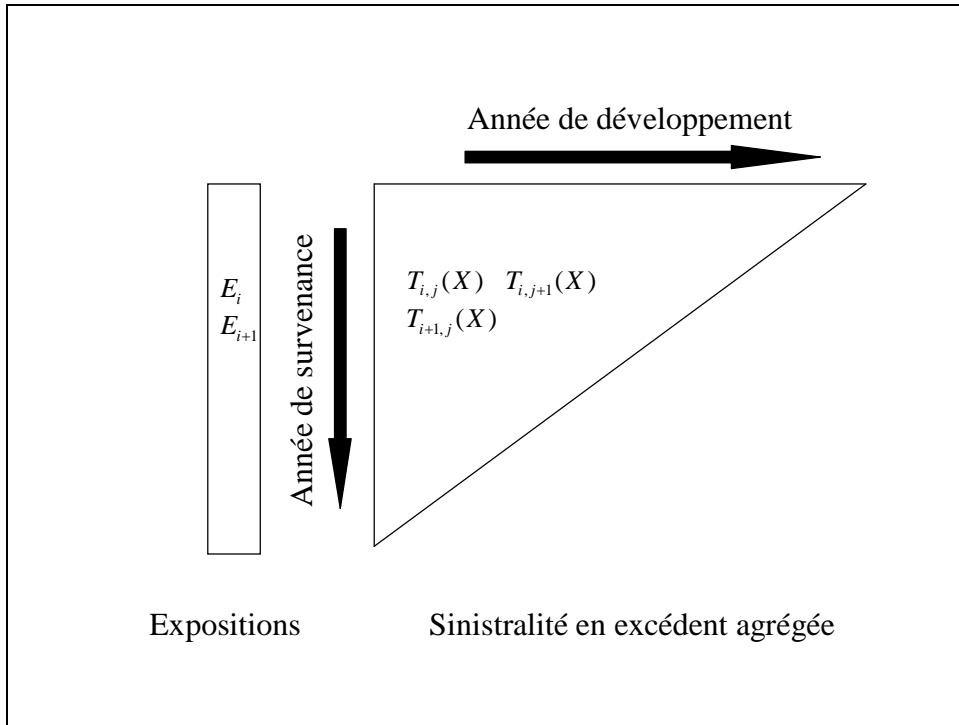 Année de développement
Année de survenance
E_i
E_{i+1}
T_{i,j}(X) T_{i,j+1}(X)
T_{i+1,j}(X)
Expositions
Sinistralité en excédent agrégée